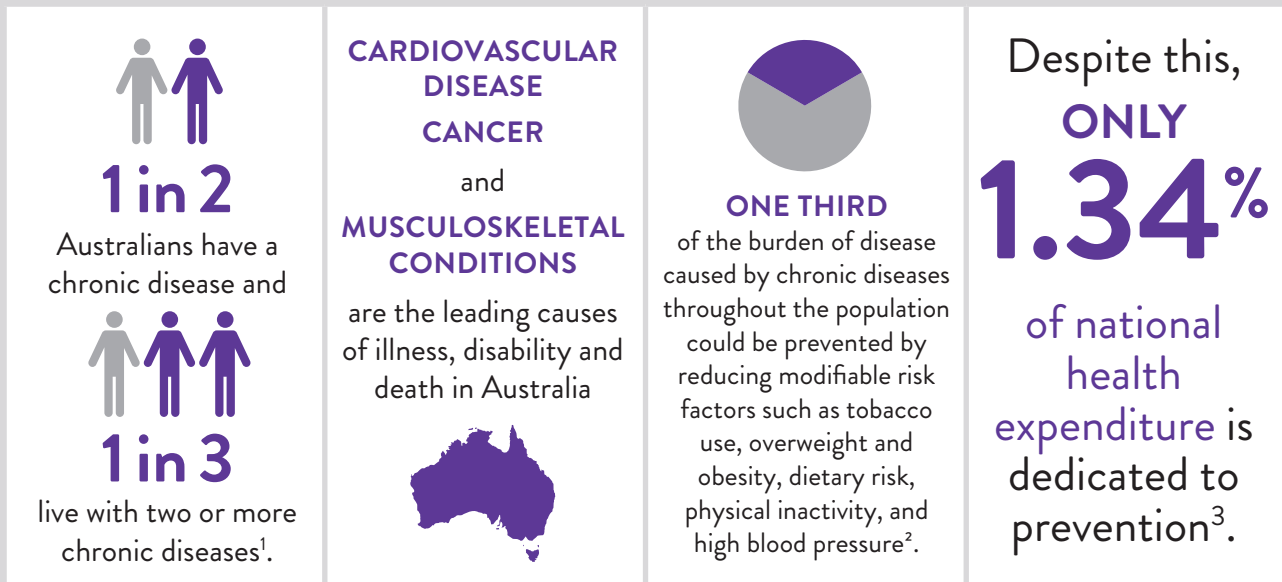 1 in 2
Australians have a
chronic disease and
1 in 3
live with two or more
chronic diseases¹.
CARDIOVASCULAR
DISEASE
CANCER
and
MUSCULOSKELETAL
CONDITIONS
are the leading causes
of illness, disability and
death in Australia
ONE THIRD
of the burden of disease
caused by chronic diseases
throughout the population
could be prevented by
reducing modifiable risk
factors such as tobacco
use, overweight and
obesity, dietary risk,
physical inactivity, and
high blood pressure².
Despite this,
ONLY
1.34%
of national
health
expenditure is
dedicated to
prevention³.